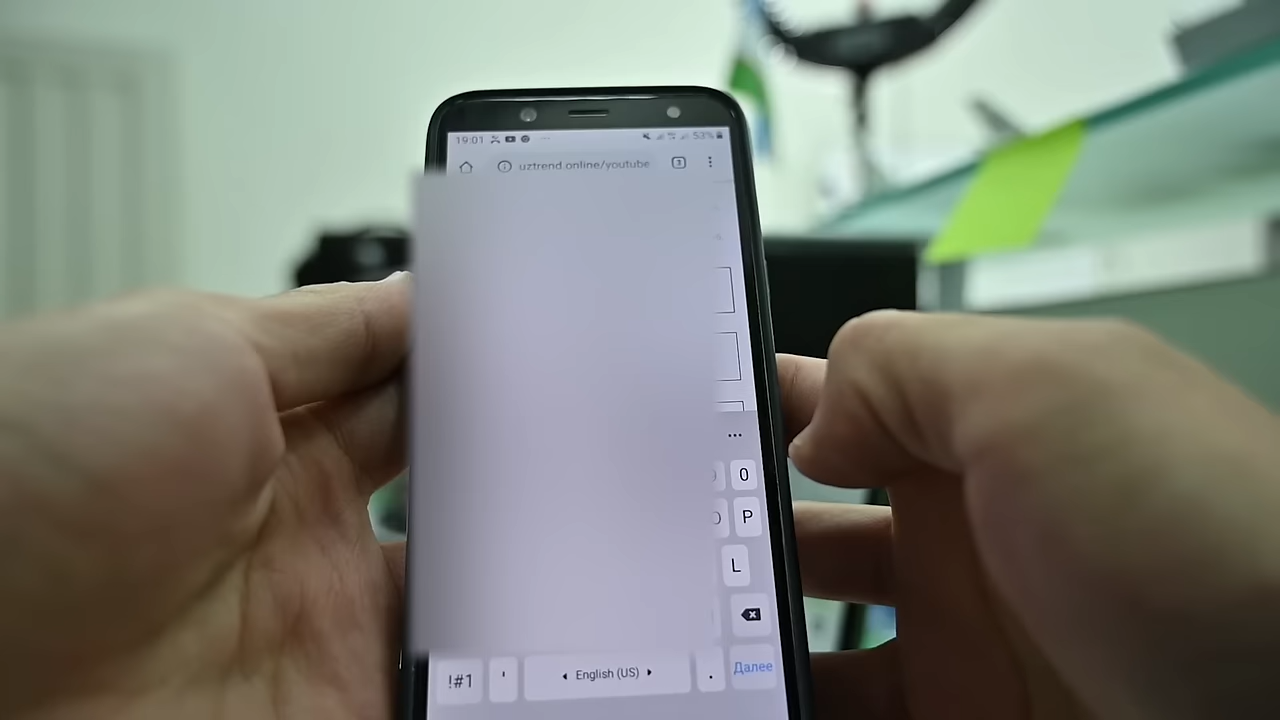 19:01 53%
uztrend.online/youtube 3
0
P
L
!#1 ' English (US) . Далее